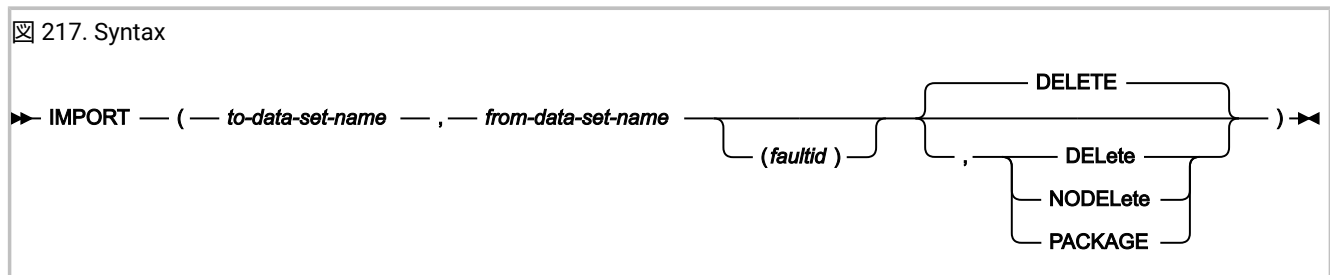 図 217. Syntax
DELETE
IMPORT ( to-data-set-name , from-data-set-name )
(faultid )
, DELete
NODELete
PACKAGE